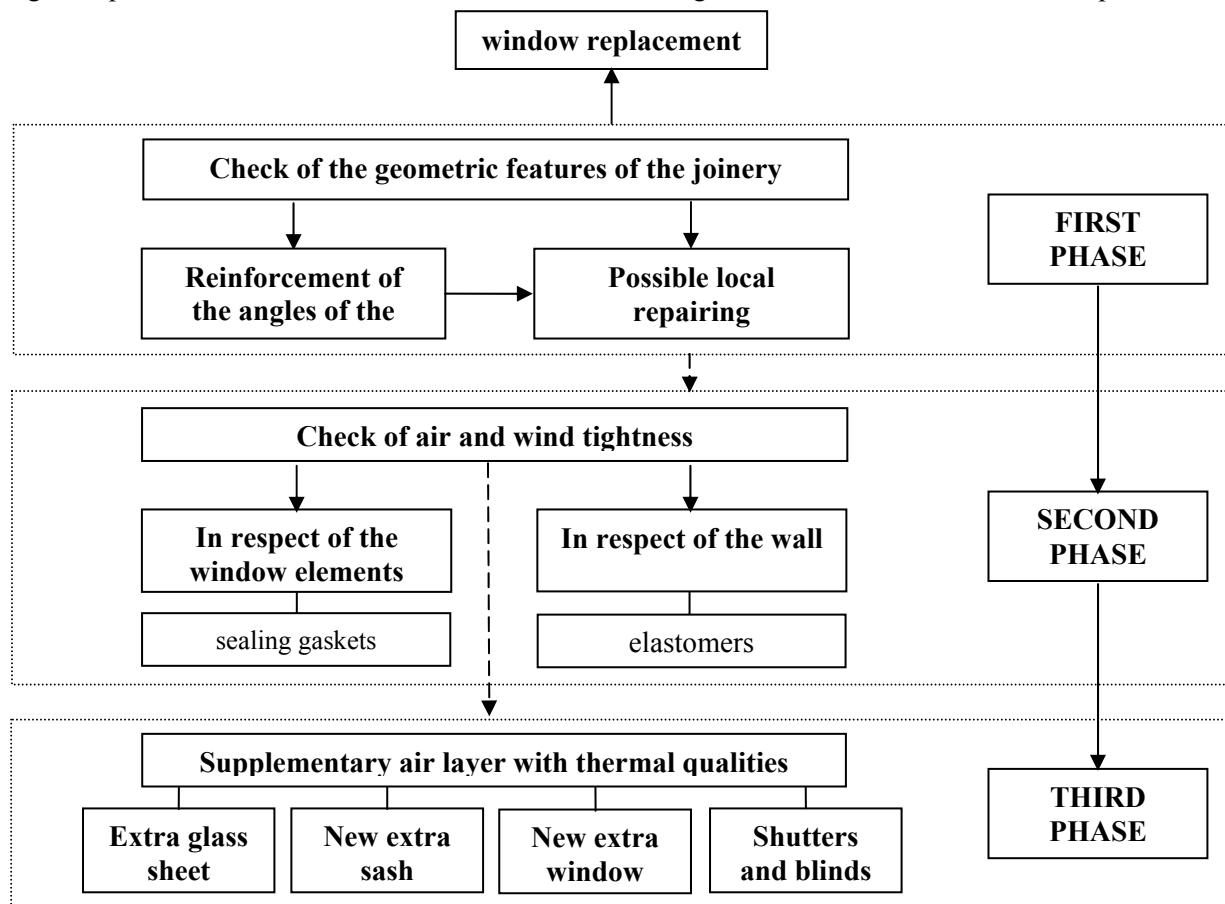 window replacement
Check of the geometric features of the joinery
FIRST
PHASE
Reinforcement of
the angles of the
Possible local
repairing
Check of air and wind tightness
SECOND
PHASE
In respect of the
window elements
In respect of the wall
sealing gaskets
elastomers
Supplementary air layer with thermal qualities
THIRD
PHASE
Extra glass
sheet
New extra
sash
New extra
window
Shutters
and blinds